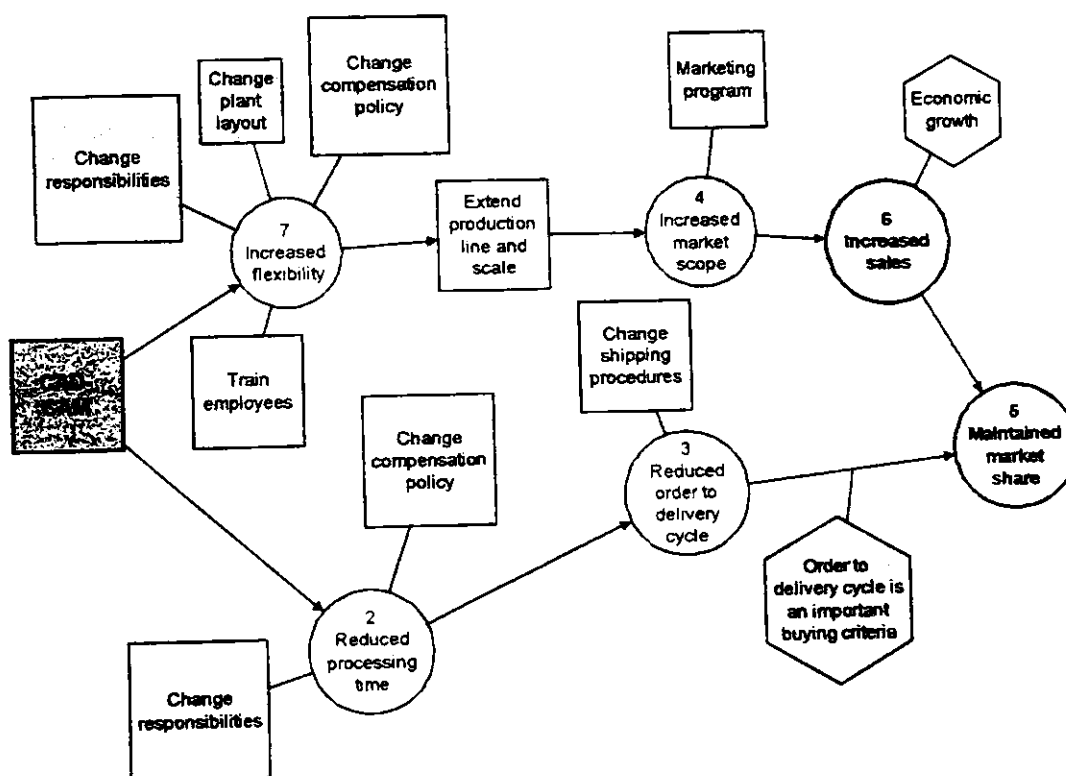 Change
plant
layout
Change
compensation
policy
Marketing
program
Economic
growth
Change
responsibilities
7
Increased
flexibility
Extend
production
line and
scale
4
Increased
market
scope
6
Increased
sales
Train
employees
Change
shipping
procedures
Change
compensation
policy
3
Reduced
order to
delivery
cycle
5
Maintained
market
share
Order to
delivery cycle is
an important
buying criteria
2
Reduced
processing
time
Change
responsibilities